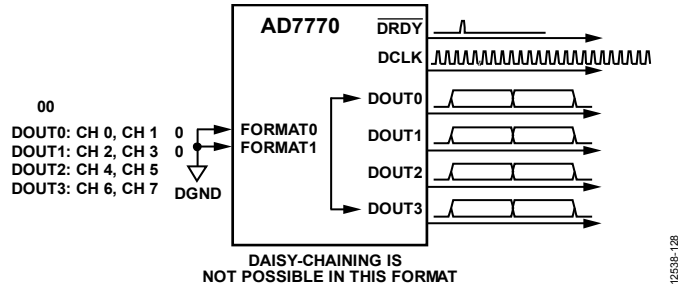 AD7770
DRDY
DCLK
00
DOUT0: CH 0, CH 1 0
DOUT1: CH 2, CH 3 0
DOUT2: CH 4, CH 5
DOUT3: CH 6, CH 7
DGND
FORMAT0
FORMAT1
DOUT0
DOUT1
DOUT2
DOUT3
DAISY-CHAINING IS
NOT POSSIBLE IN THIS FORMAT
12538-128